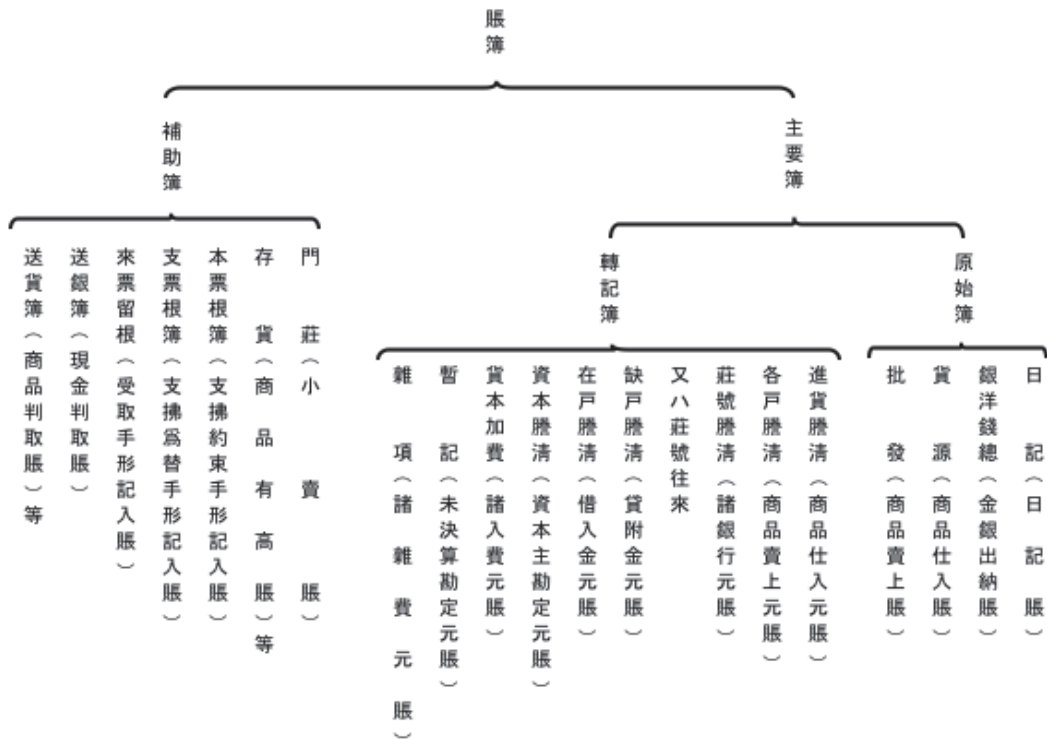 賬簿
主要簿
原始簿
日記（日記賬）
銀洋錢總（金銀出納賬）
貨源（商品仕入賬）
批發（商品賣上賬）
轉記簿
進貨謄清（商品仕入元賬）
各戸謄清（商品賣上元賬）
莊號謄清（諸銀行元賬）
又ハ莊號往來
缺戸謄清（貸附金元賬）
在戸謄清（借入金元賬）
資本謄清（資本主勘定元賬）
貨本加費（諸入費元賬）
暫記（未決算勘定元賬）
雜項（諸雜費元賬）
補助簿
門莊（小賣賬）
存貨（商品有高賬）等
本票根簿（支拂約束手形記入賬）
支票根簿（支拂爲替手形記入賬）
來票留根（受取手形記入賬）
送銀簿（現金判取賬）
送貨簿（商品判取賬）等